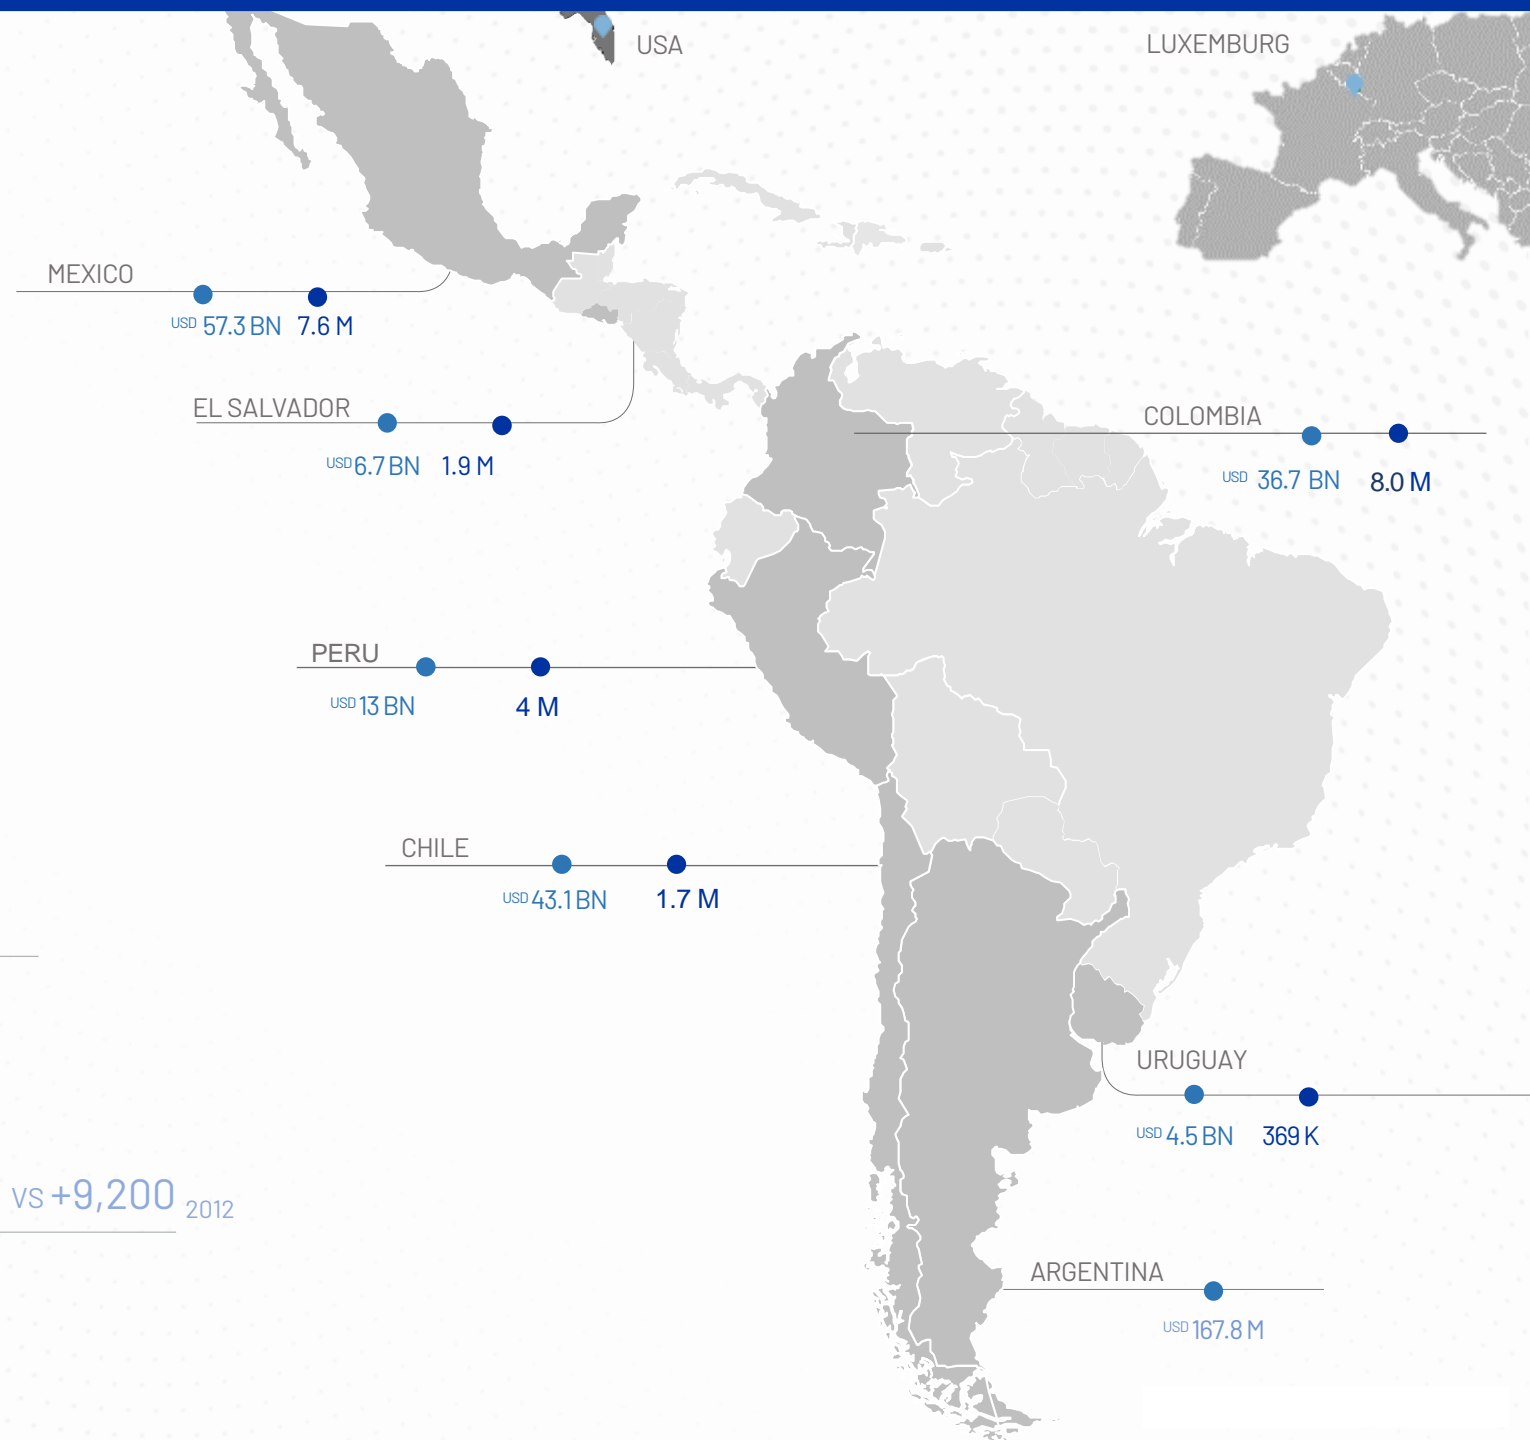 USA
LUXEMBURG
MEXICO
USD 57.3 BN 7.6 M
EL SALVADOR
USD 6.7 BN 1.9 M
COLOMBIA
USD 36.7 BN 8.0 M
PERU
USD 13 BN 4 M
CHILE
USD 43.1 BN 1.7 M
URUGUAY
USD 4.5 BN 369 K
VS +9,200 2012
ARGENTINA
USD 167.8 M